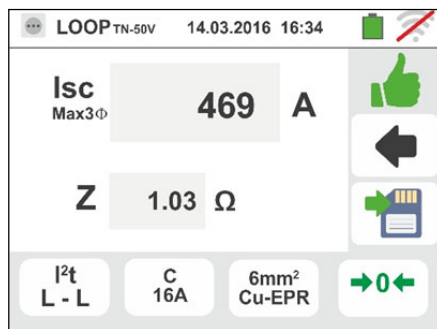 LOOP TN-50V 14.03.2016 16:34
Isc
Max3Φ
469 A
Z 1.03 Ω
I²t
L - L
C
16A
6mm²
Cu-EPR
→0←